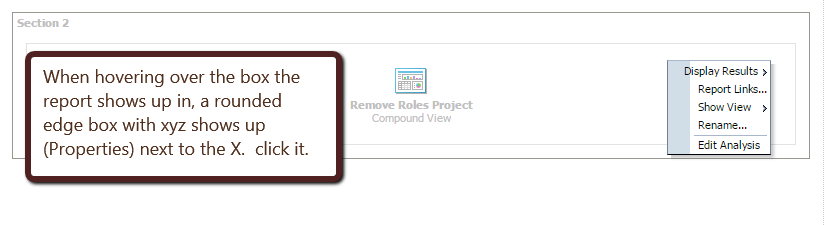 Section 2
When hovering over the box the
report shows up in, a rounded
edge box with xyz shows up
(Properties) next to the X.  click it.
Remove Roles Project
Compound View
Display Results
Report Links...
Show View
Rename...
Edit Analysis